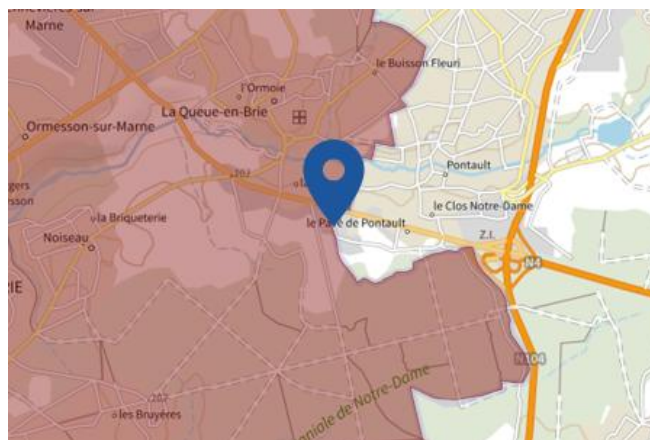 Marne
le Buisson Fleuri
l'Ormoie
La Queue-en-Brie
Ormesson-sur-Marne
Pontault
la Briqueterie
le Clos Notre-Dame
Noiseau
le Pavé de Pontault
Z.I.
N4
N104
les Bruyères
de Notre-Dame